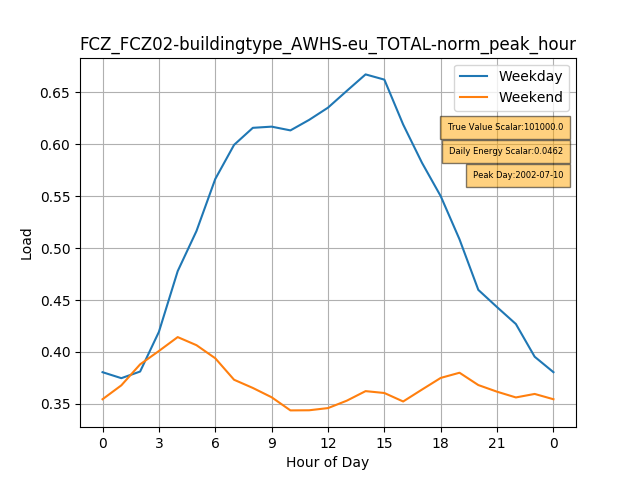 FCZ_FCZ02-buildingtype_AWHS-eu_TOTAL-norm_peak_hour
Weekday
Weekend
True Value Scalar:101000.0
Daily Energy Scalar:0.0462
Peak Day:2002-07-10
Load
0.65
0.60
0.55
0.50
0.45
0.40
0.35
0 3 6 9 12 15 18 21 0
Hour of Day